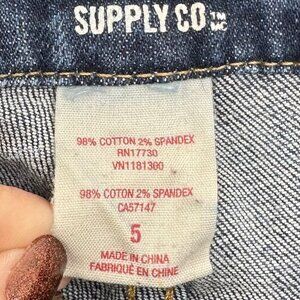 SUPPLY CO
98% COTTON 2% SPANDEX
RN17730
VN1181300
98% COTON 2% SPANDEX
CA57147
5
MADE IN CHINA
FABRIQUÉ EN CHINE